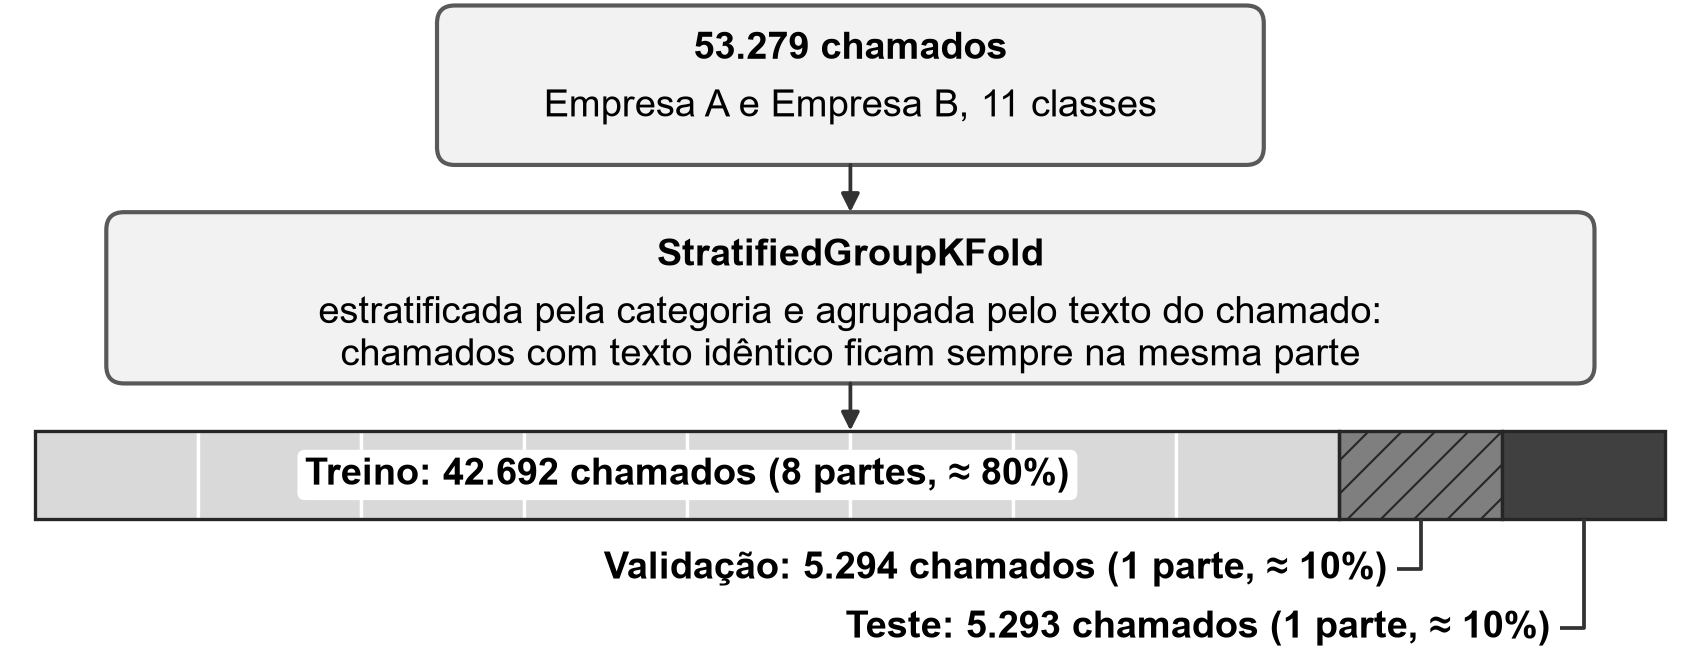 53.279 chamados
Empresa A e Empresa B, 11 classes
StratifiedGroupKFold
estratificada pela categoria e agrupada pelo texto do chamado:
chamados com texto idêntico ficam sempre na mesma parte
Treino: 42.692 chamados (8 partes, ≈ 80%)
Validação: 5.294 chamados (1 parte, ≈ 10%)
Teste: 5.293 chamados (1 parte, ≈ 10%)